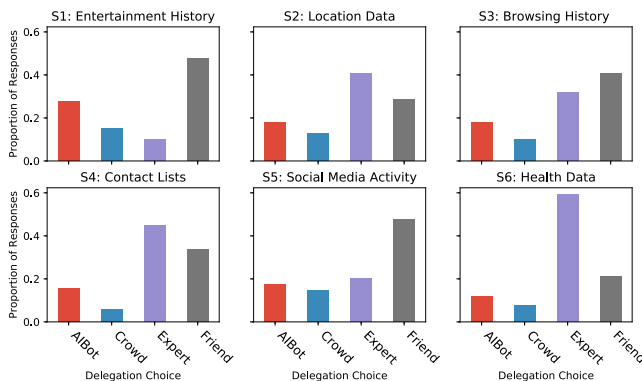 S1: Entertainment History
S2: Location Data
S3: Browsing History
Proportion of Responses
0.6
0.4
0.2
0.0
S4: Contact Lists
S5: Social Media Activity
S6: Health Data
Proportion of Responses
0.6
0.4
0.2
0.0
AIBot
Crowd
Expert
Friend
AIBot
Crowd
Expert
Friend
AIBot
Crowd
Expert
Friend
Delegation Choice
Delegation Choice
Delegation Choice